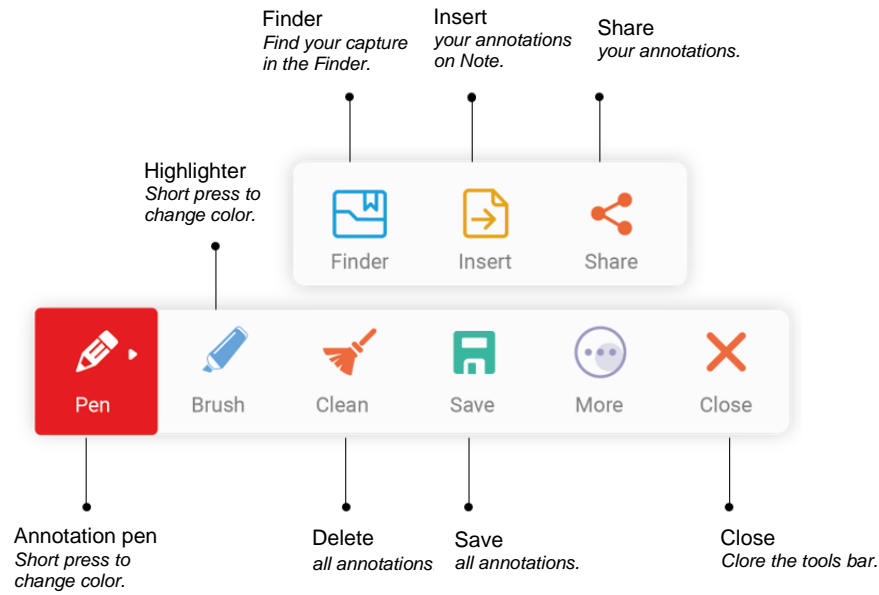 Finder
Find your capture
in the Finder.
Insert
your annotations
on Note.
Share
your annotations.
Highlighter
Short press to
change color.
Finder
Insert
Share
Pen
Brush
Clean
Save
More
Close
Annotation pen
Short press to
change color.
Delete
all annotations
Save
all annotations.
Close
Clore the tools bar.